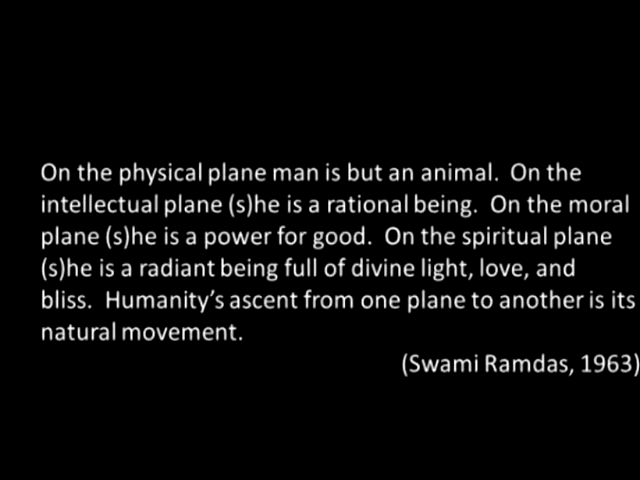 On the physical plane man is but an animal.  On the
intellectual plane (s)he is a rational being.  On the moral
plane (s)he is a power for good.  On the spiritual plane
(s)he is a radiant being full of divine light, love, and
bliss.  Humanity’s ascent from one plane to another is its
natural movement.
(Swami Ramdas, 1963)